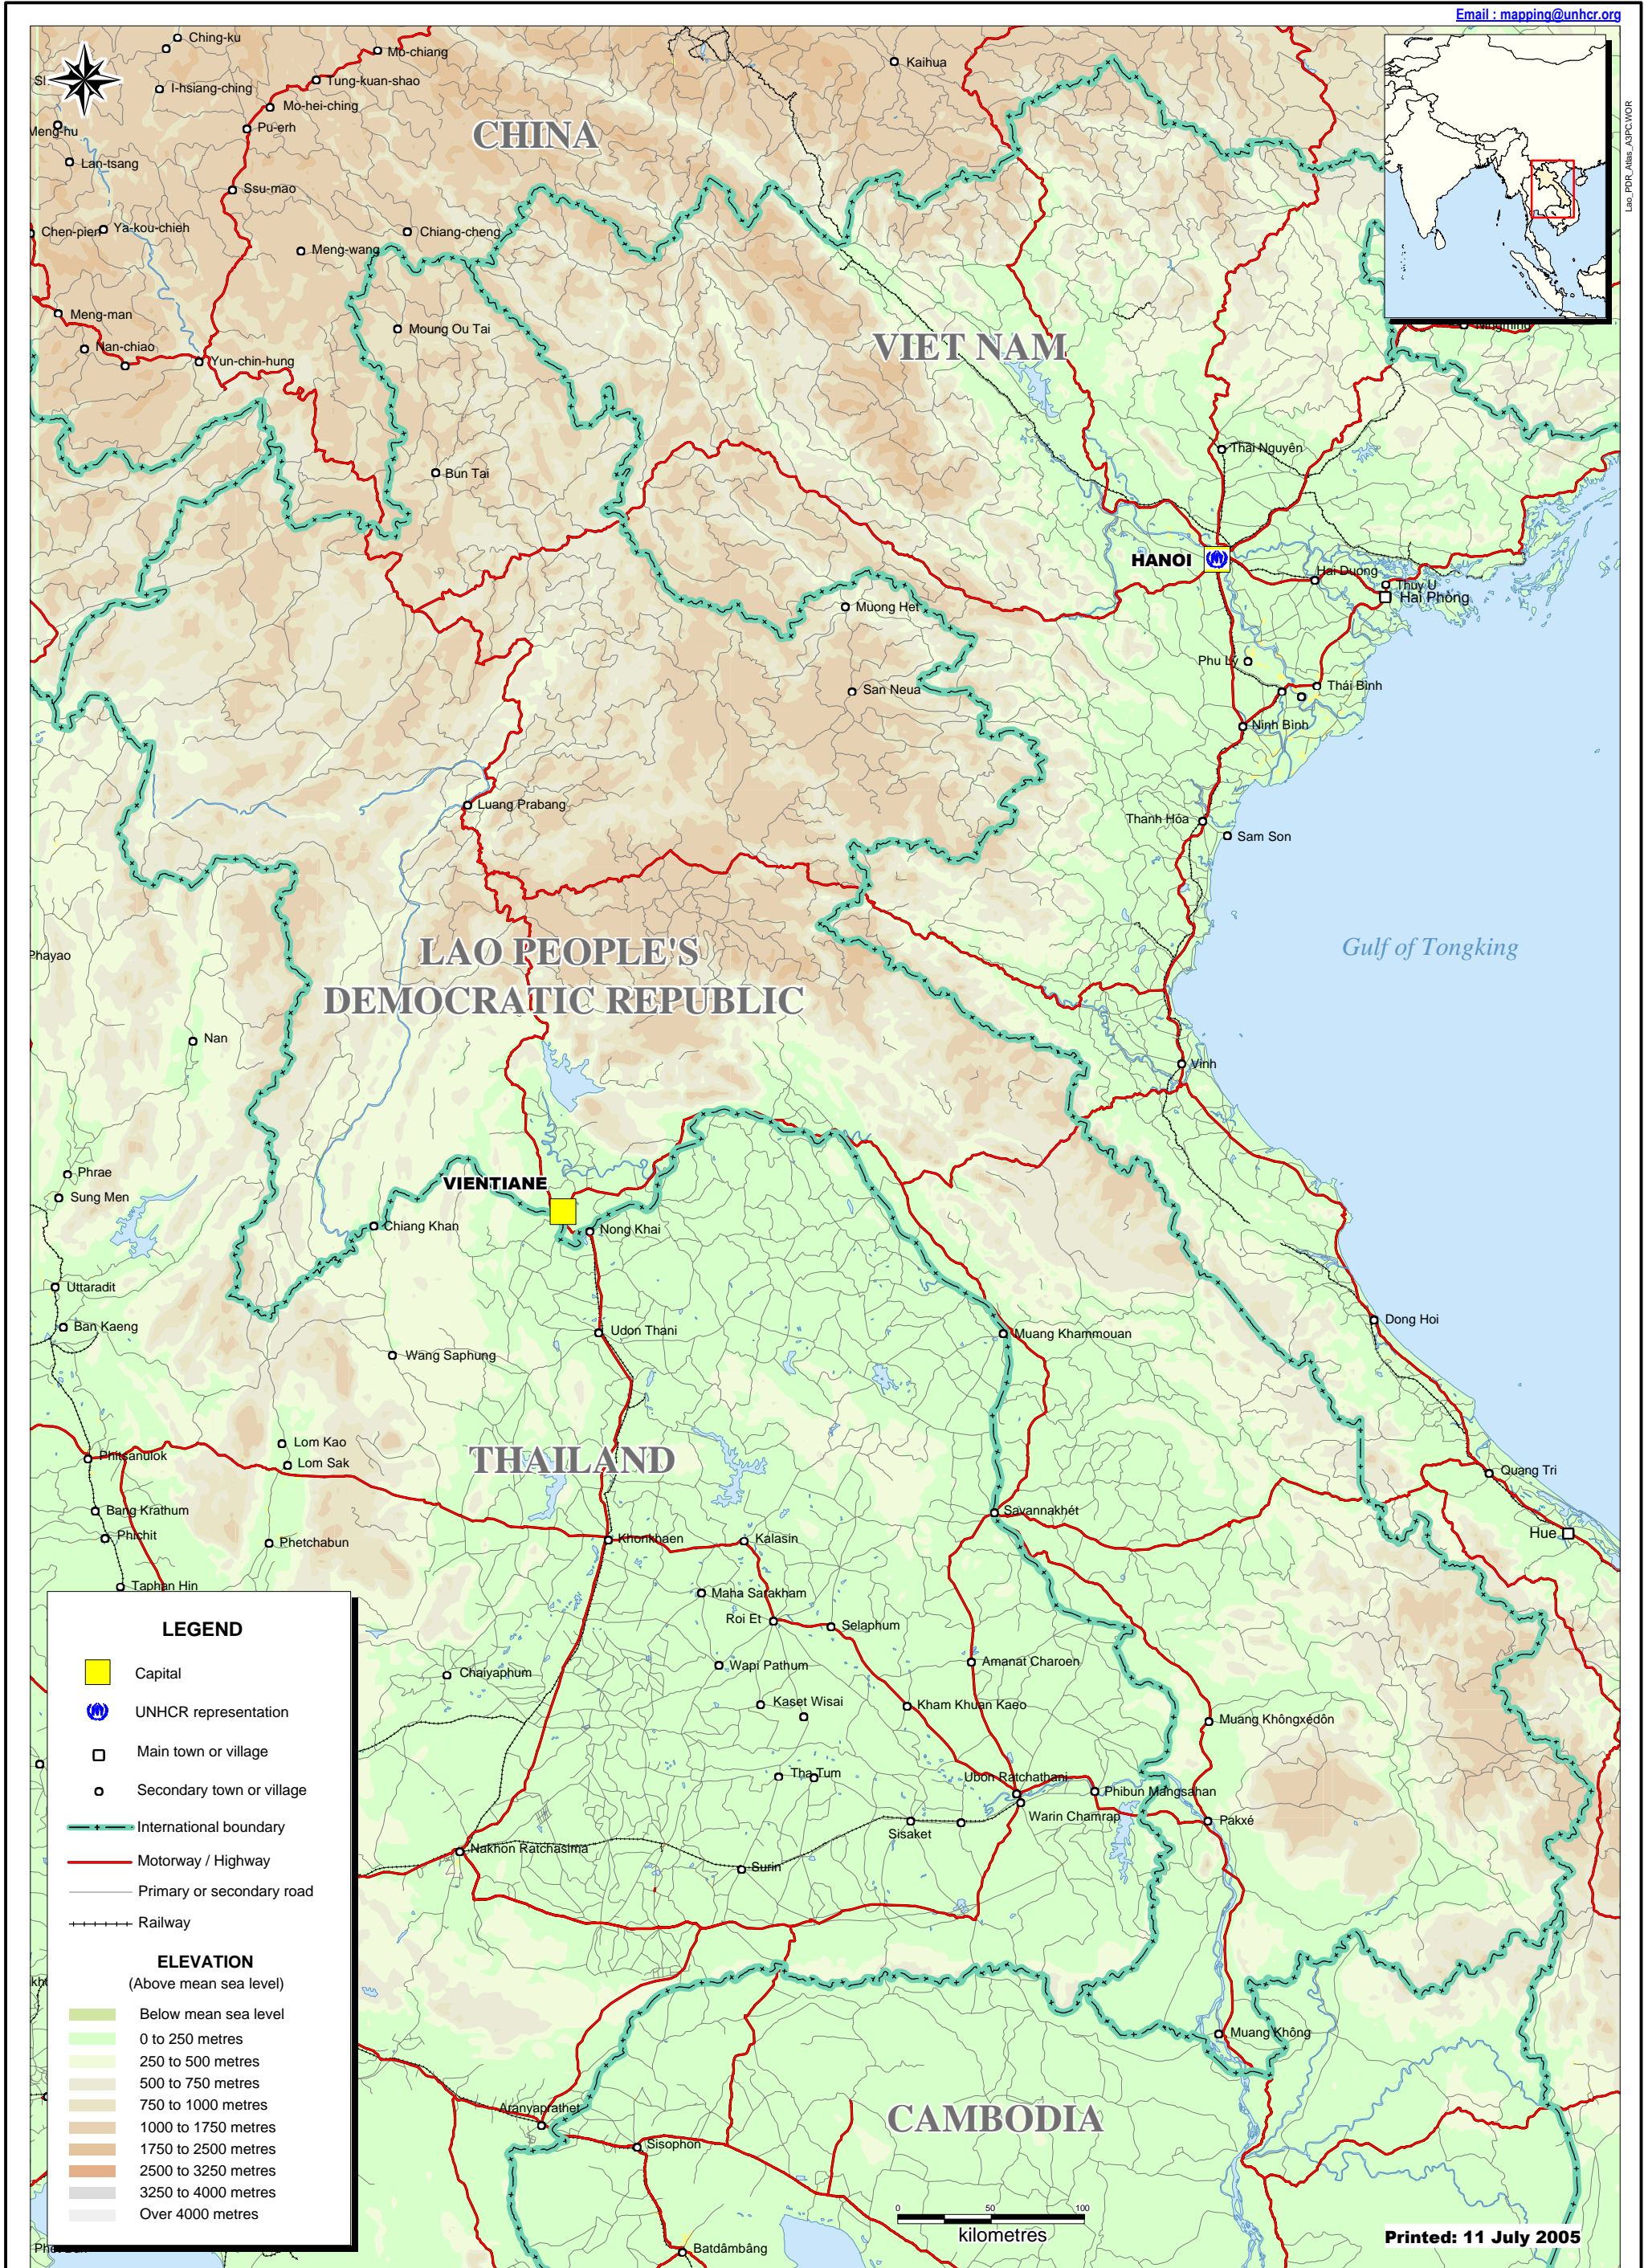 Email : mapping@unhcr.org
Lao_PDR_Atlas_A3PC.WOR
Ching-ku
Mo-chiang
Kaihua
Tung-kuan-shao
I-hsiang-ching
Mo-hei-ching
Meng-hu
Pu-erh
CHINA
Lan-tsang
Ssu-mao
Chen-pien
Ya-kou-chieh
Chiang-cheng
Meng-wang
Meng-man
Moung Ou Tai
Ningming
Nan-chiao
Yun-chin-hung
VIET NAM
Thai Nguyên
Bun Tai
HANOI
Hai Duong
Thuy U
Hai Phòng
Muong Het
Phu Lý
San Neua
Thái Bình
Ninh Bình
Luang Prabang
Thanh Hóa
Sam Son
LAO PEOPLE'S
DEMOCRATIC REPUBLIC
Gulf of Tongking
Phayao
Nan
Vinh
Phrae
VIENTIANE
Sung Men
Chiang Khan
Nong Khai
Uttaradit
Ban Kaeng
Udon Thani
Muang Khammouan
Dong Hoi
Wang Saphung
Lom Kao
Phitsanulok
Lom Sak
THAILAND
Quang Tri
Bang Krathum
Savannakhét
Phichit
Phetchabun
Khonkhaen
Kalasin
Hue
Taphan Hin
Maha Sarakham
Roi Et
Selaphum
Wapi Pathum
Amanat Charoen
Chaiyaphum
Kaset Wisai
Kham Khuan Kaeo
Muang Khôngxédôn
Tha Tum
Ubon Ratchathani
Phibun Mangsahan
Warin Chamrap
Pakxé
Sisaket
Nakhon Ratchasima
Surin
Muang Không
Aranyaprathet
Sisophon
CAMBODIA
Batdâmbâng
LEGEND
Capital
UNHCR representation
Main town or village
Secondary town or village
International boundary
Motorway / Highway
Primary or secondary road
Railway
ELEVATION
(Above mean sea level)
Below mean sea level
0 to 250 metres
250 to 500 metres
500 to 750 metres
750 to 1000 metres
1000 to 1750 metres
1750 to 2500 metres
2500 to 3250 metres
3250 to 4000 metres
Over 4000 metres
0 50 100
kilometres
Printed: 11 July 2005